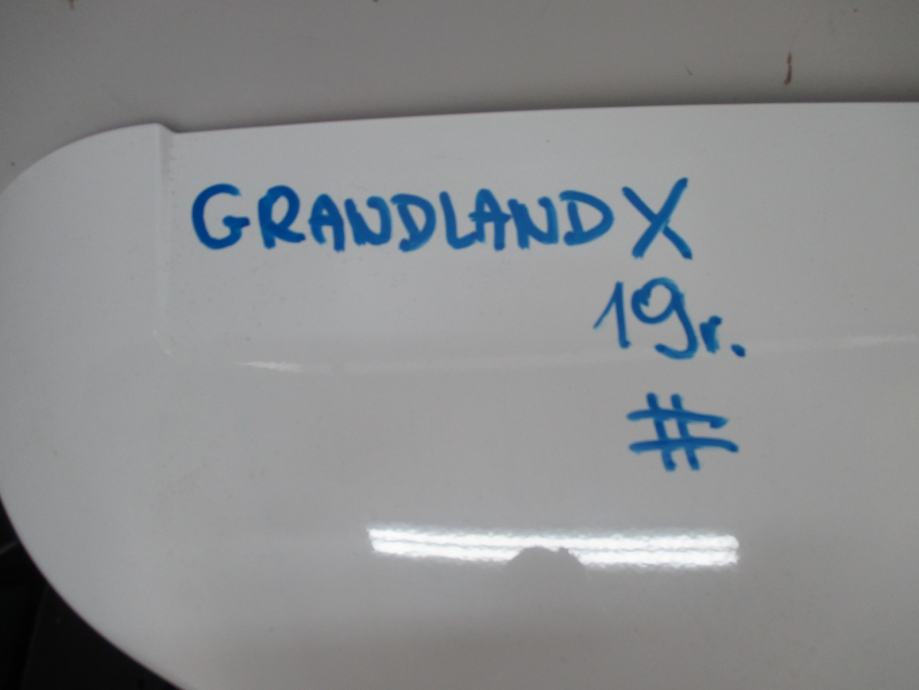 GRANDLAND X
19r.
#